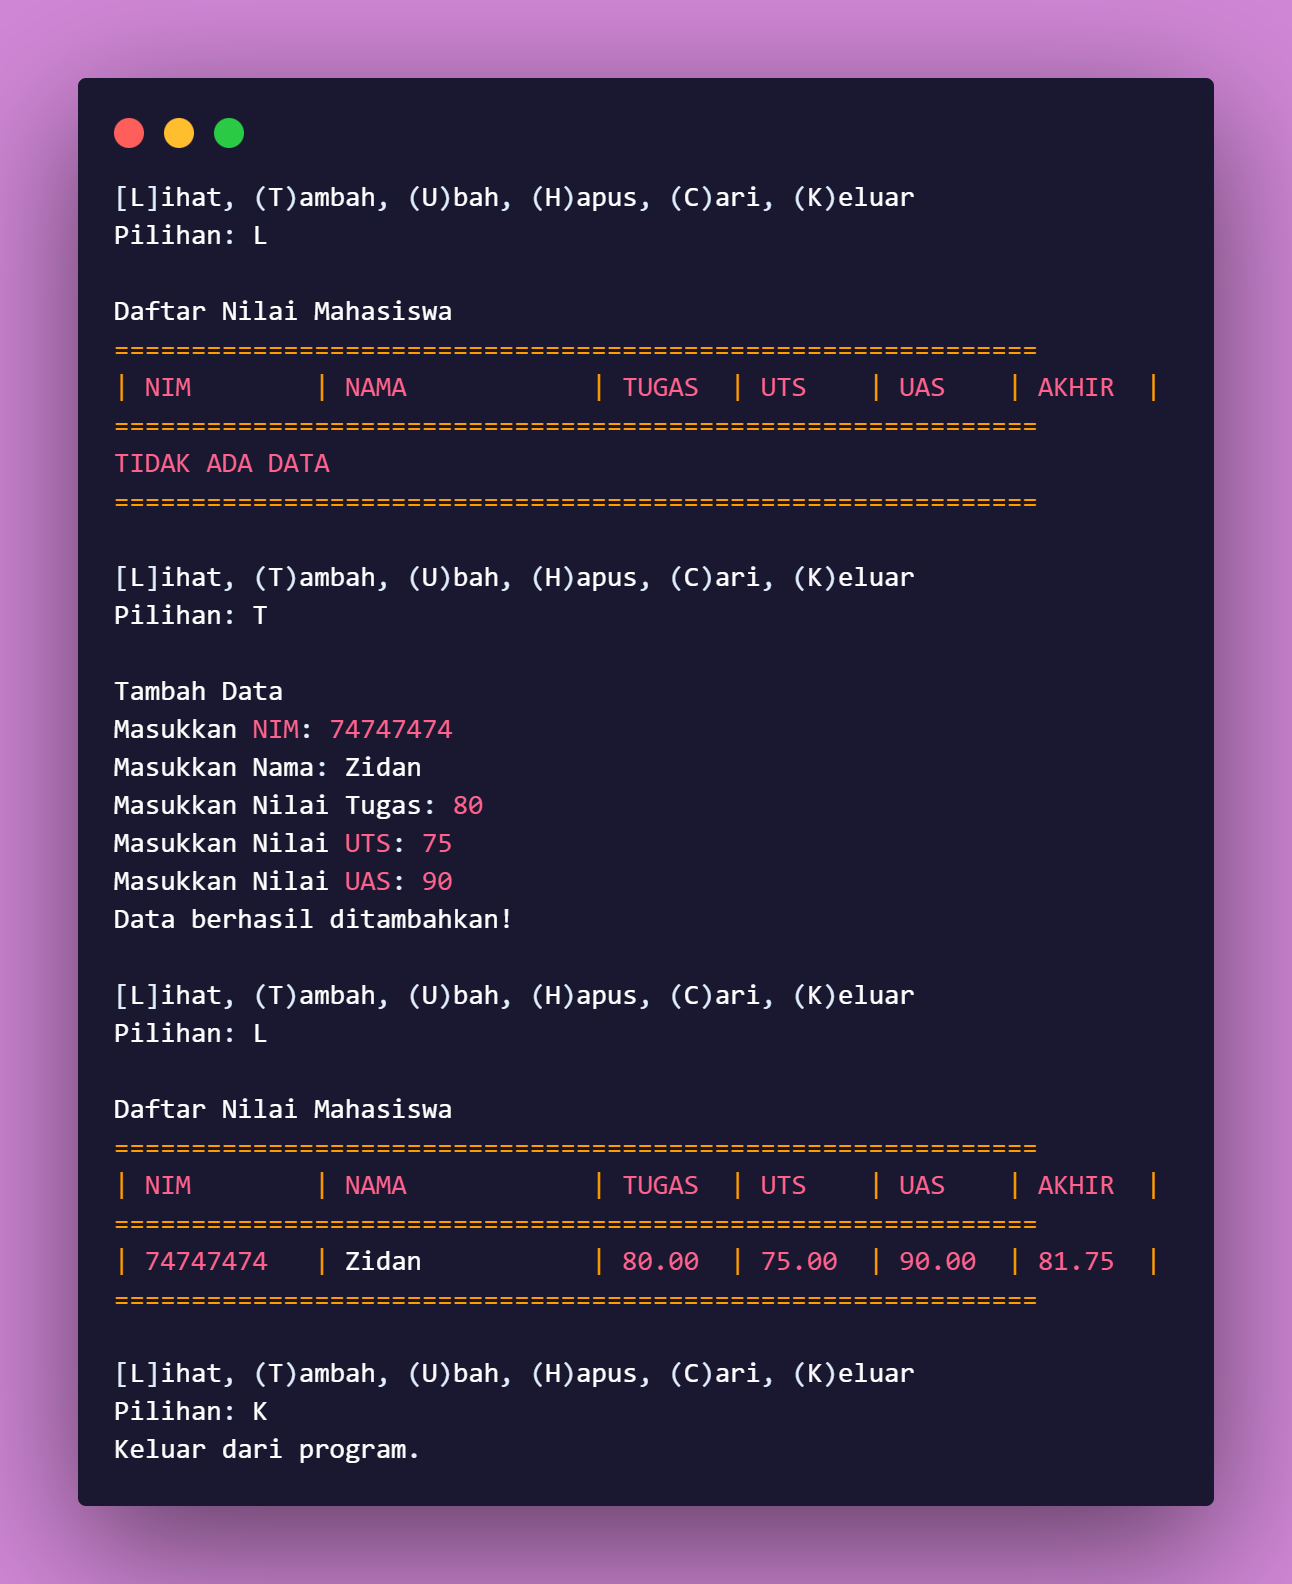 [L]ihat, (T)ambah, (U)bah, (H)apus, (C)ari, (K)eluar
Pilihan: L

Daftar Nilai Mahasiswa
============================================================
| NIM        | NAMA            | TUGAS  | UTS    | UAS    | AKHIR  |
============================================================
TIDAK ADA DATA
============================================================

[L]ihat, (T)ambah, (U)bah, (H)apus, (C)ari, (K)eluar
Pilihan: T

Tambah Data
Masukkan NIM: 74747474
Masukkan Nama: Zidan
Masukkan Nilai Tugas: 80
Masukkan Nilai UTS: 75
Masukkan Nilai UAS: 90
Data berhasil ditambahkan!

[L]ihat, (T)ambah, (U)bah, (H)apus, (C)ari, (K)eluar
Pilihan: L

Daftar Nilai Mahasiswa
============================================================
| NIM        | NAMA            | TUGAS  | UTS    | UAS    | AKHIR  |
============================================================
| 74747474   | Zidan           | 80.00  | 75.00  | 90.00  | 81.75  |
============================================================

[L]ihat, (T)ambah, (U)bah, (H)apus, (C)ari, (K)eluar
Pilihan: K
Keluar dari program.